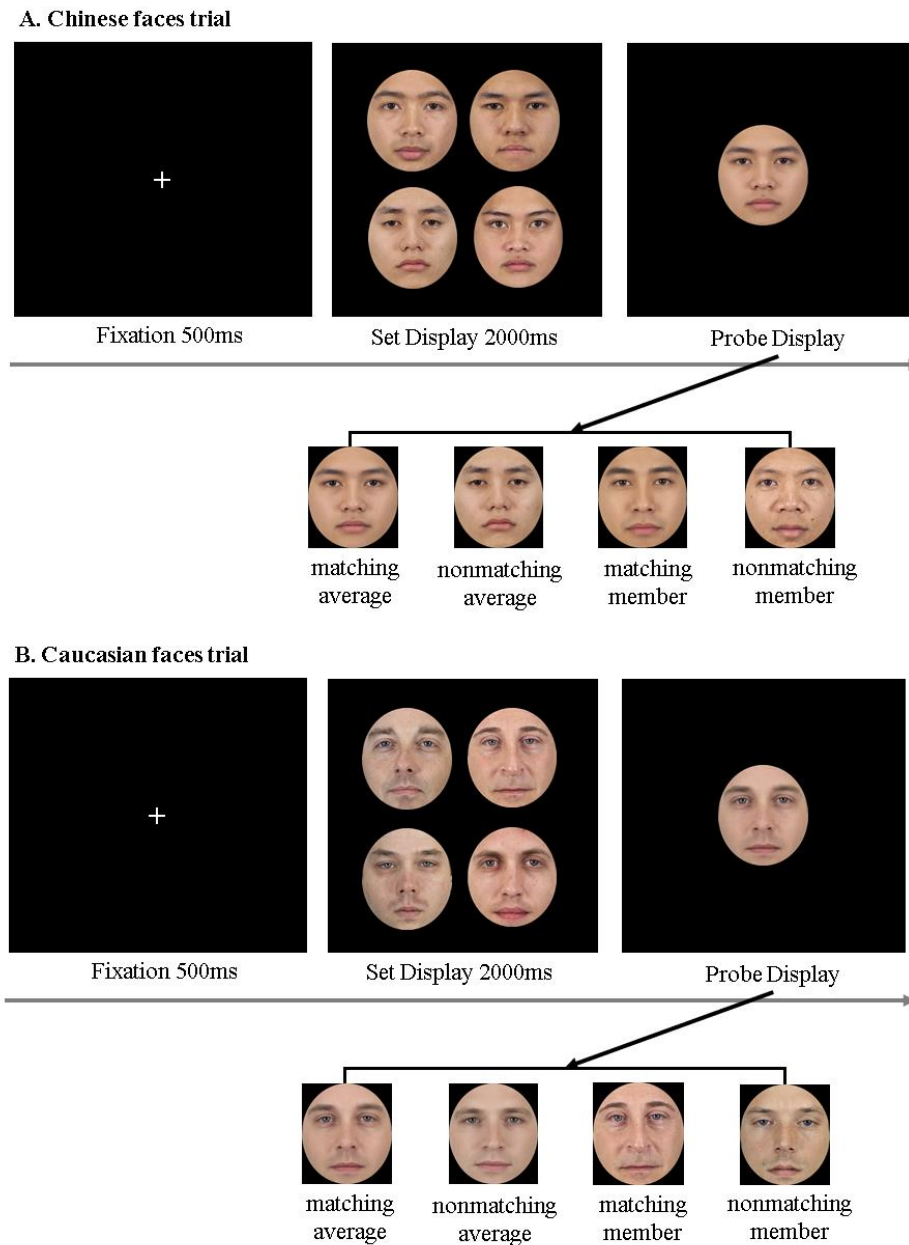 A. Chinese faces trial
Fixation 500ms
Set Display 2000ms
Probe Display
matching
average
nonmatching
average
matching
member
nonmatching
member
B. Caucasian faces trial
Fixation 500ms
Set Display 2000ms
Probe Display
matching
average
nonmatching
average
matching
member
nonmatching
member